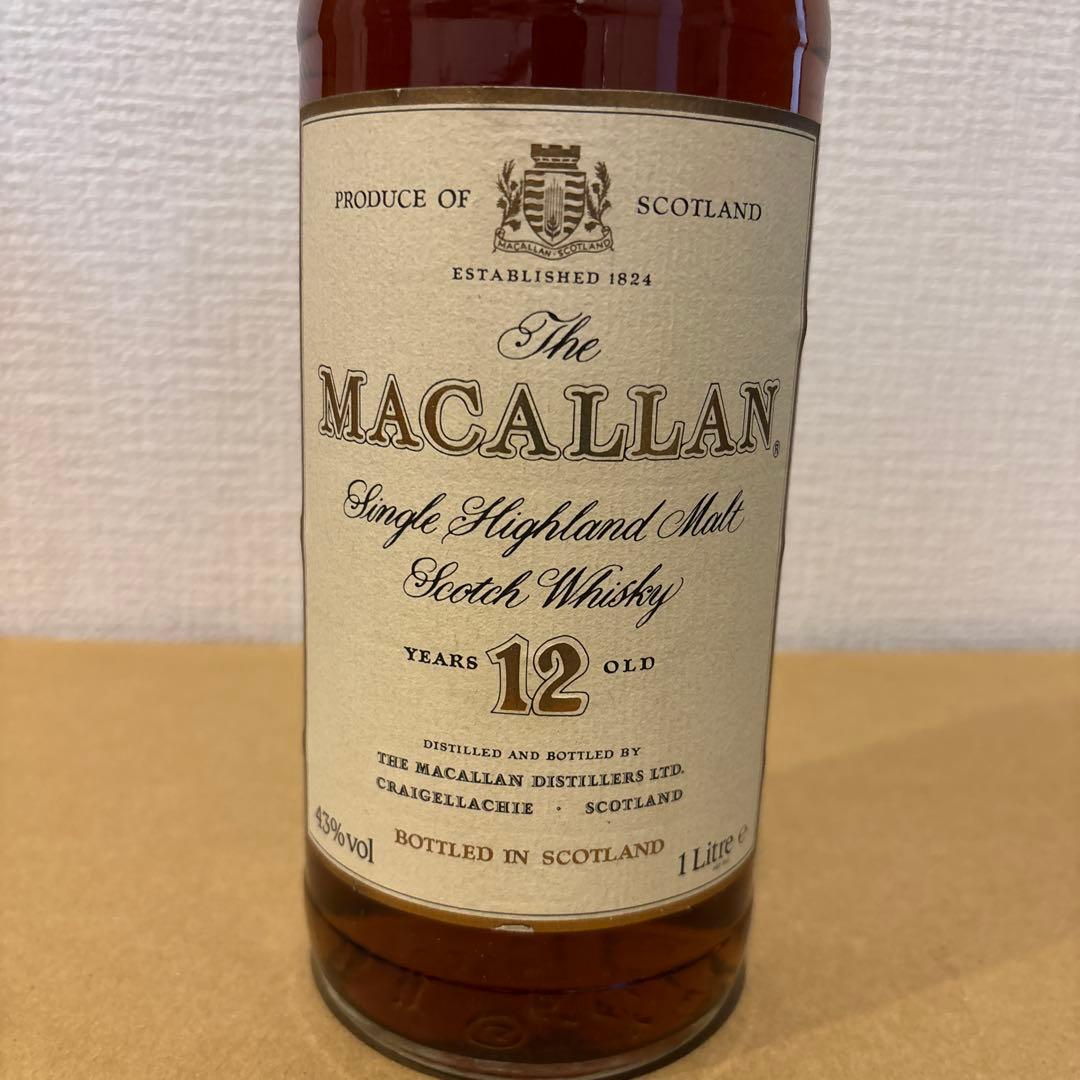 PRODUCE OF SCOTLAND
MACALLAN·SCOTLAND
ESTABLISHED 1824
The
MACALLAN®
Single Highland Malt
Scotch Whisky
YEARS 12 OLD
DISTILLED AND BOTTLED BY
THE MACALLAN DISTILLERS LTD.
CRAIGELLACHIE · SCOTLAND
43% vol BOTTLED IN SCOTLAND 1 Litre ℮